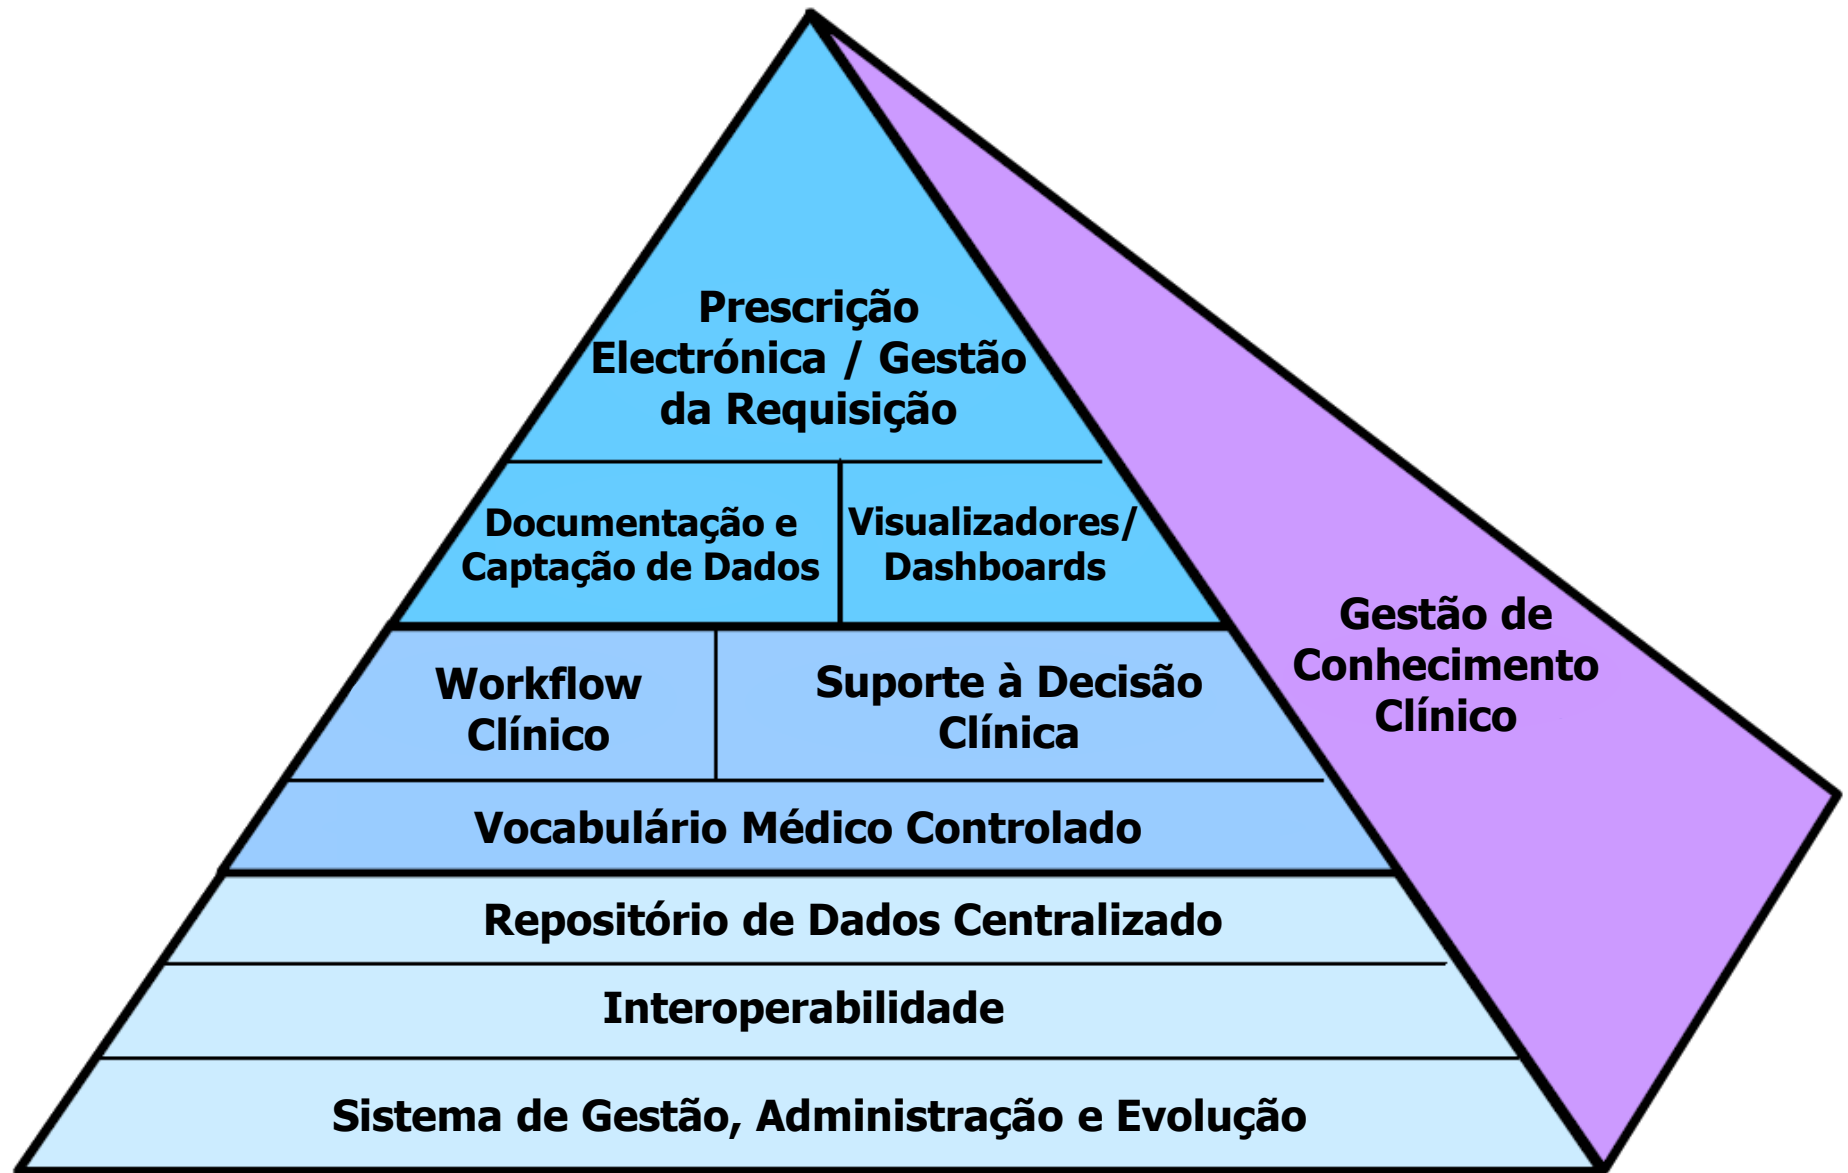 Prescrição
Electrónica / Gestão
da Requisição
Documentação e
Captação de Dados
Visualizadores/
Dashboards
Workflow
Clínico
Suporte à Decisão
Clínica
Gestão de
Conhecimento
Clínico
Vocabulário Médico Controlado
Repositório de Dados Centralizado
Interoperabilidade
Sistema de Gestão, Administração e Evolução